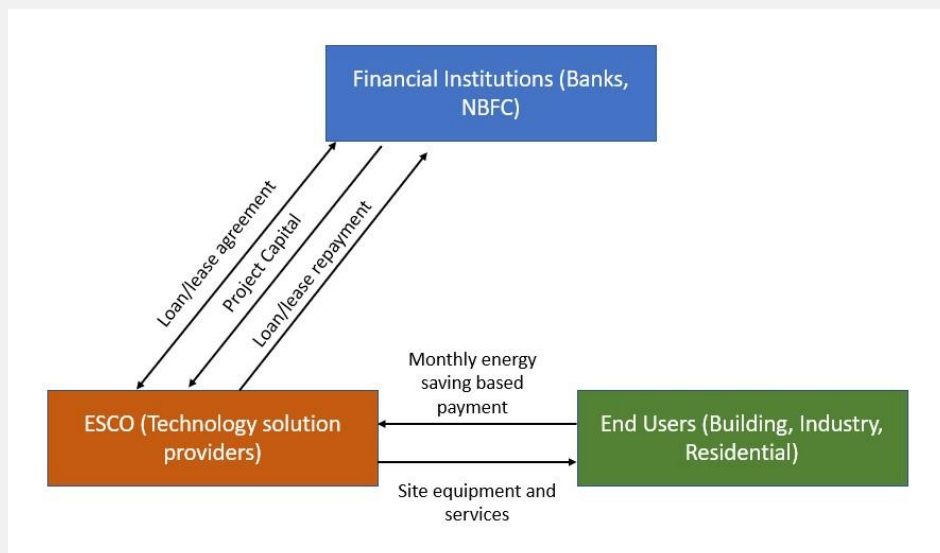 Financial Institutions (Banks,
NBFC)
Loan/lease agreement
Project Capital
Loan/lease repayment
Monthly energy
saving based
payment
ESCO (Technology solution
providers)
End Users (Building, Industry,
Residential)
Site equipment and
services